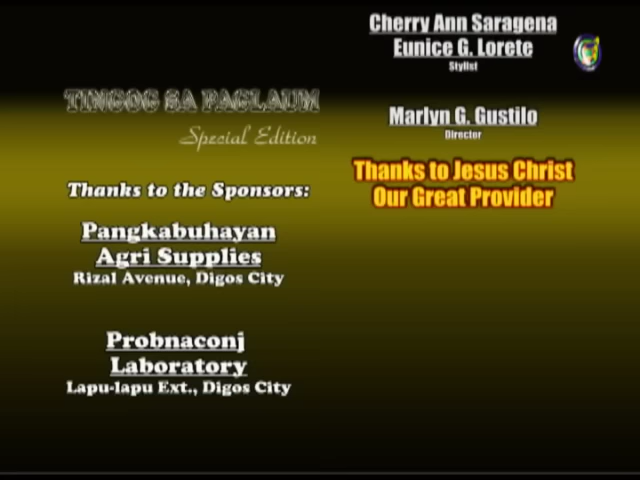 TINGOG SA PAGLAUM
Special Edition
Thanks to the Sponsors:
Pangkabuhayan
Agri Supplies
Rizal Avenue, Digos City
Probnaconj
Laboratory
Lapu-lapu Ext., Digos City
Cherry Ann Saragena
Eunice G. Lorete
Stylist
Marlyn G. Gustilo
Director
Thanks to Jesus Christ
Our Great Provider